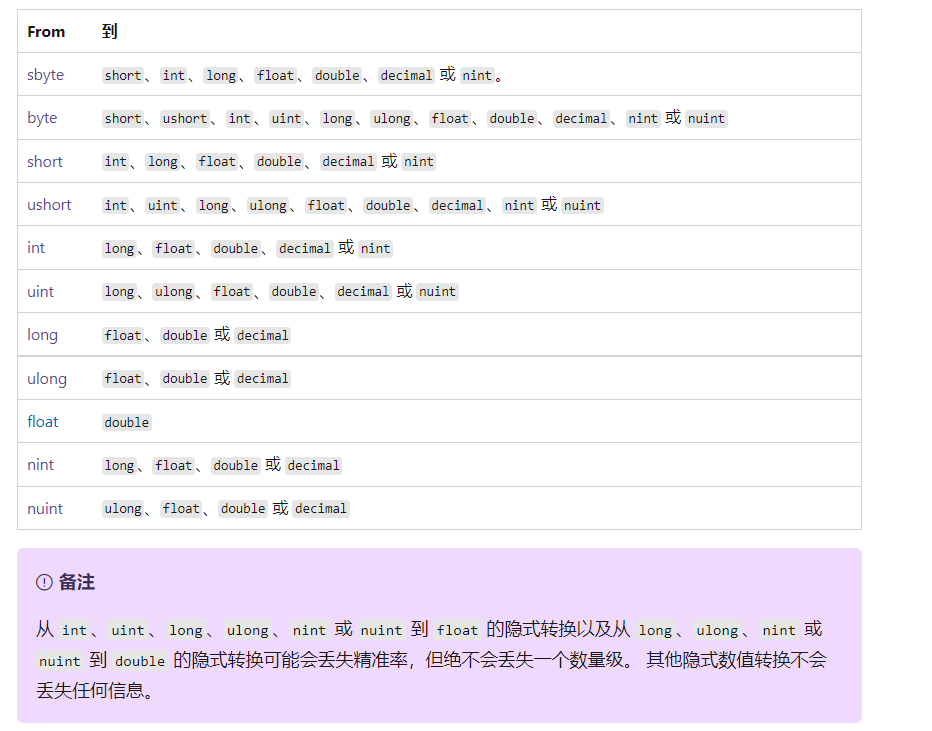 From 到
sbyte short、int、long、float、double、decimal 或 nint。
byte short、ushort、int、uint、long、ulong、float、double、decimal、nint 或 nuint
short int、long、float、double、decimal 或 nint
ushort int、uint、long、ulong、float、double、decimal、nint 或 nuint
int long、float、double、decimal 或 nint
uint long、ulong、float、double、decimal 或 nuint
long float、double 或 decimal
ulong float、double 或 decimal
float double
nint long、float、double 或 decimal
nuint ulong、float、double 或 decimal
备注
从 int、uint、long、ulong、nint 或 nuint 到 float 的隐式转换以及从 long、ulong、nint 或
nuint 到 double 的隐式转换可能会丢失精准率，但绝不会丢失一个数量级。 其他隐式数值转换不会
丢失任何信息。